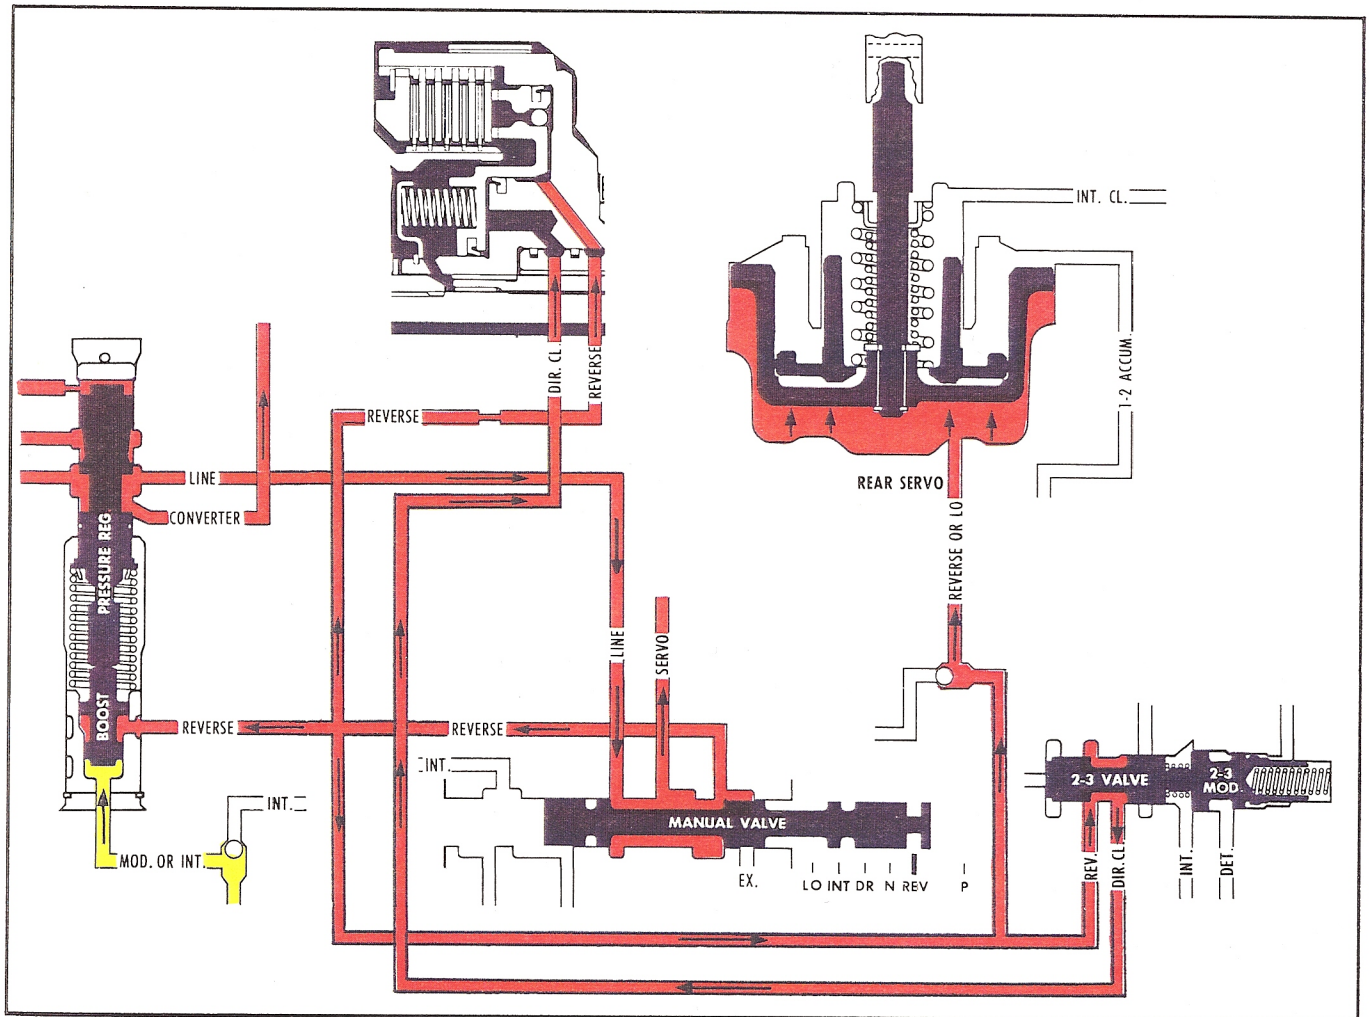 INT. CL.
1-2 ACCUM.
DIR. CL.
REVERSE
REVERSE
LINE
CONVERTER
REAR SERVO
PRESSURE REG.
BOOST
REVERSE OR LO
LINE
SERVO
REVERSE
REVERSE
INT.
2-3 VALVE
2-3
MOD.
MANUAL VALVE
INT.
MOD. OR INT.
EX.
LO INT DR N REV P
REV.
DIR.CL.
INT.
DET.